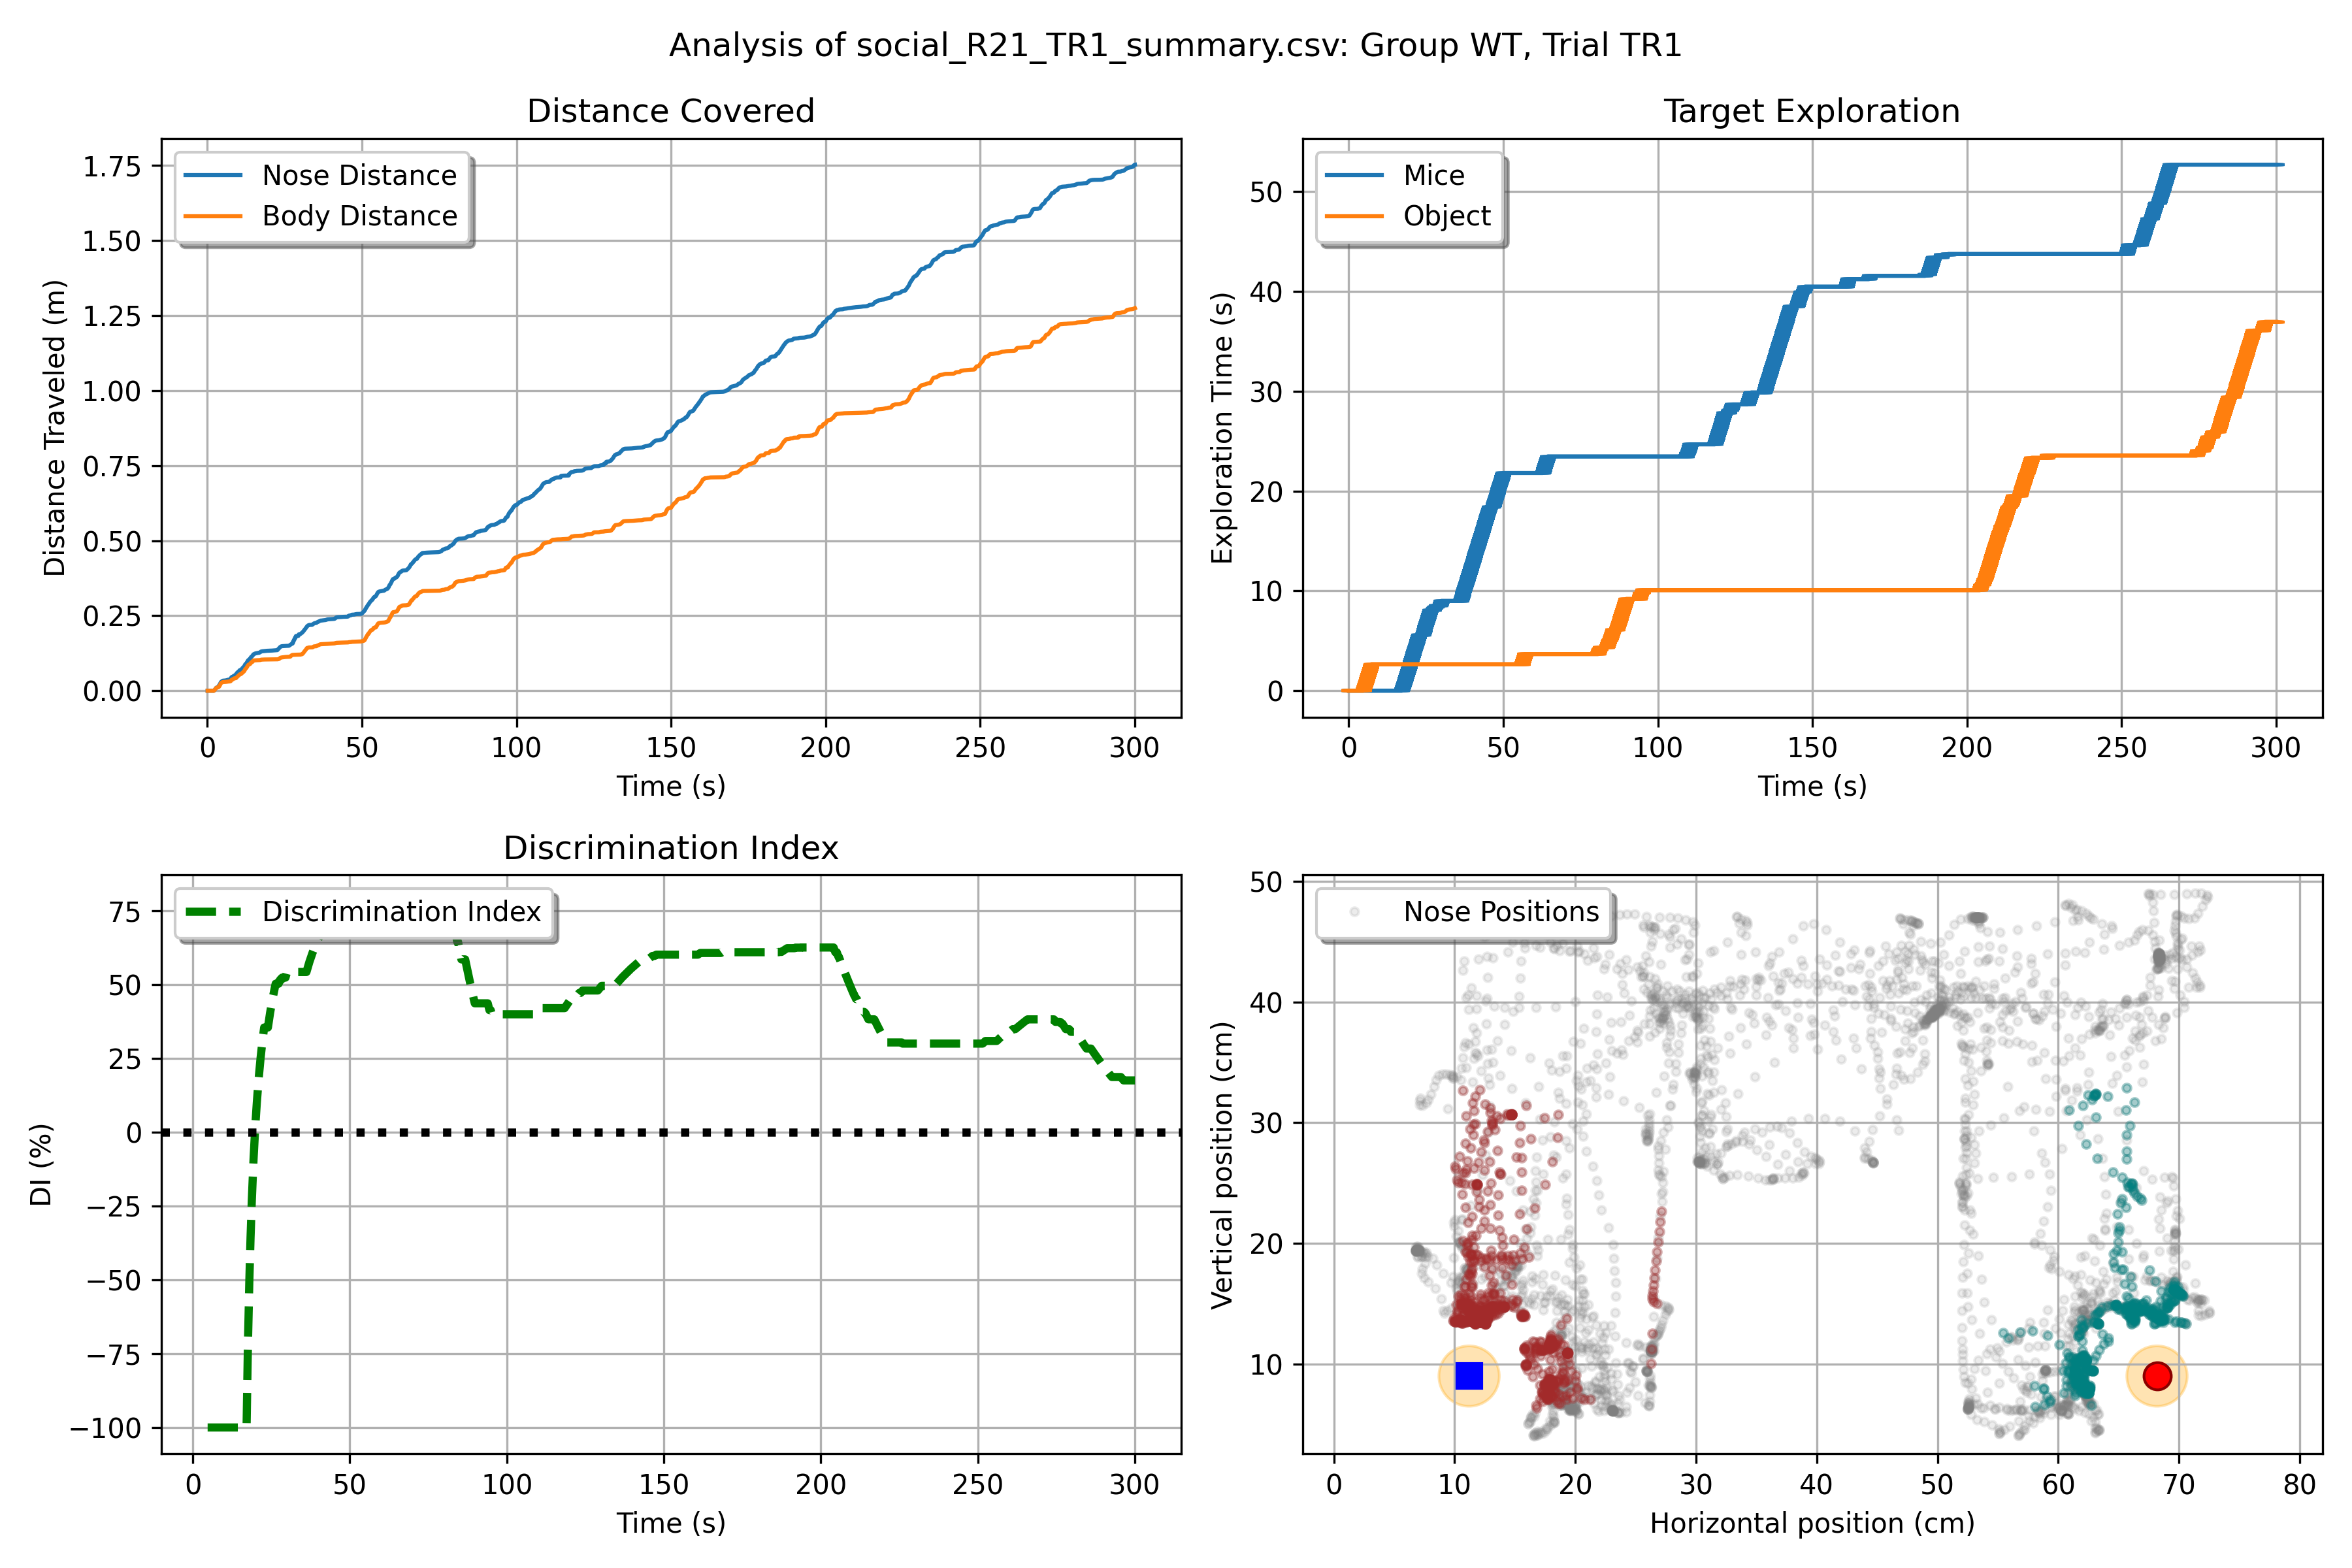 Analysis of social_R21_TR1_summary.csv: Group WT, Trial TR1
Distance Covered
Nose Distance
Body Distance
Distance Traveled (m)
1.75
1.50
1.25
1.00
0.75
0.50
0.25
0.00
0 50 100 150 200 250 300
Time (s)
Target Exploration
Mice
Object
Exploration Time (s)
50
40
30
20
10
0
0 50 100 150 200 250 300
Time (s)
Discrimination Index
Discrimination Index
DI (%)
75
50
25
0
−25
−50
−75
−100
0 50 100 150 200 250 300
Time (s)
Nose Positions
Vertical position (cm)
50
40
30
20
10
0 10 20 30 40 50 60 70 80
Horizontal position (cm)